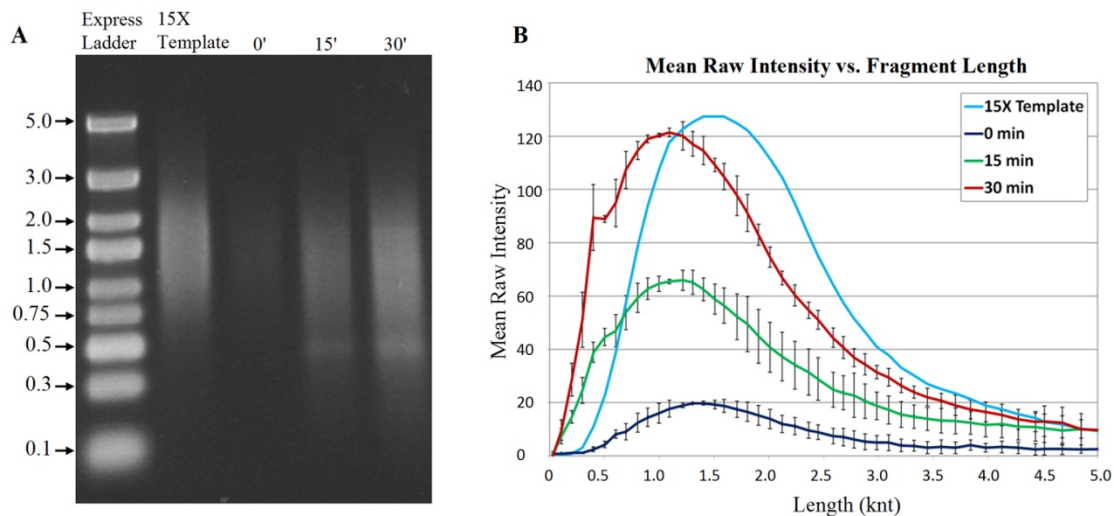 A
Express
Ladder
15X
Template
0'
15'
30'
5.0
3.0
2.0
1.5
1.0
0.75
0.5
0.3
0.1
B
Mean Raw Intensity vs. Fragment Length
140
120
100
80
60
40
20
0
Mean Raw Intensity
15X Template
0 min
15 min
30 min
0.5
1.0
1.5
2.0
2.5
3.0
3.5
4.0
4.5
5.0
Length (knt)